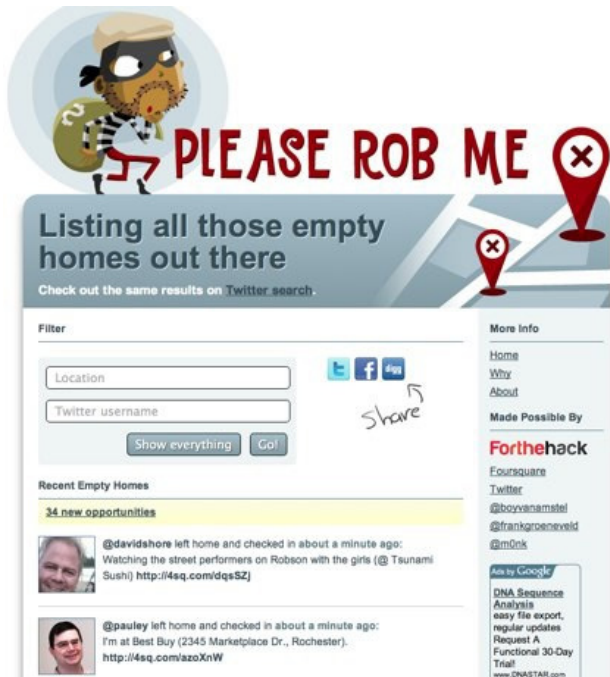 PLEASE ROB ME
Listing all those empty
homes out there
Check out the same results on Twitter search.
Filter
Location
Twitter username
Show everything
Go!
t
f
digg
share
Recent Empty Homes
34 new opportunities
@davidshore left home and checked in about a minute ago:
Watching the street performers on Robson with the girls (@ Tsunami
Sushi) http://4sq.com/dqsSZj
@pauley left home and checked in about a minute ago:
I'm at Best Buy (2345 Marketplace Dr., Rochester).
http://4sq.com/azoXnW
More Info
Home
Why
About
Made Possible By
Forthehack
Foursquare
Twitter
@boyvanamstel
@frankgroeneveld
@m0nk
Ads by Google
DNA Sequence
Analysis
easy file export,
regular updates
Request A
Functional 30-Day
Trial!
www.DNASTAR.com